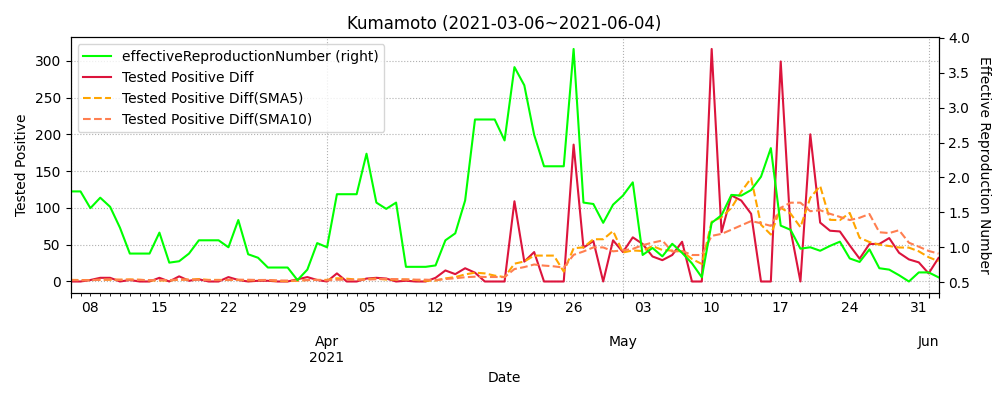 Kumamoto (2021-03-06~2021-06-04)
effectiveReproductionNumber (right)
Tested Positive Diff
Tested Positive Diff(SMA5)
Tested Positive Diff(SMA10)
Tested Positive
300
250
200
150
100
50
0
4.0
3.5
3.0
2.5
2.0
1.5
1.0
0.5
Effective Reproduction Number
08 15 22 29 05 12 19 26 03 10 17 24 31
Apr May Jun
2021
Date